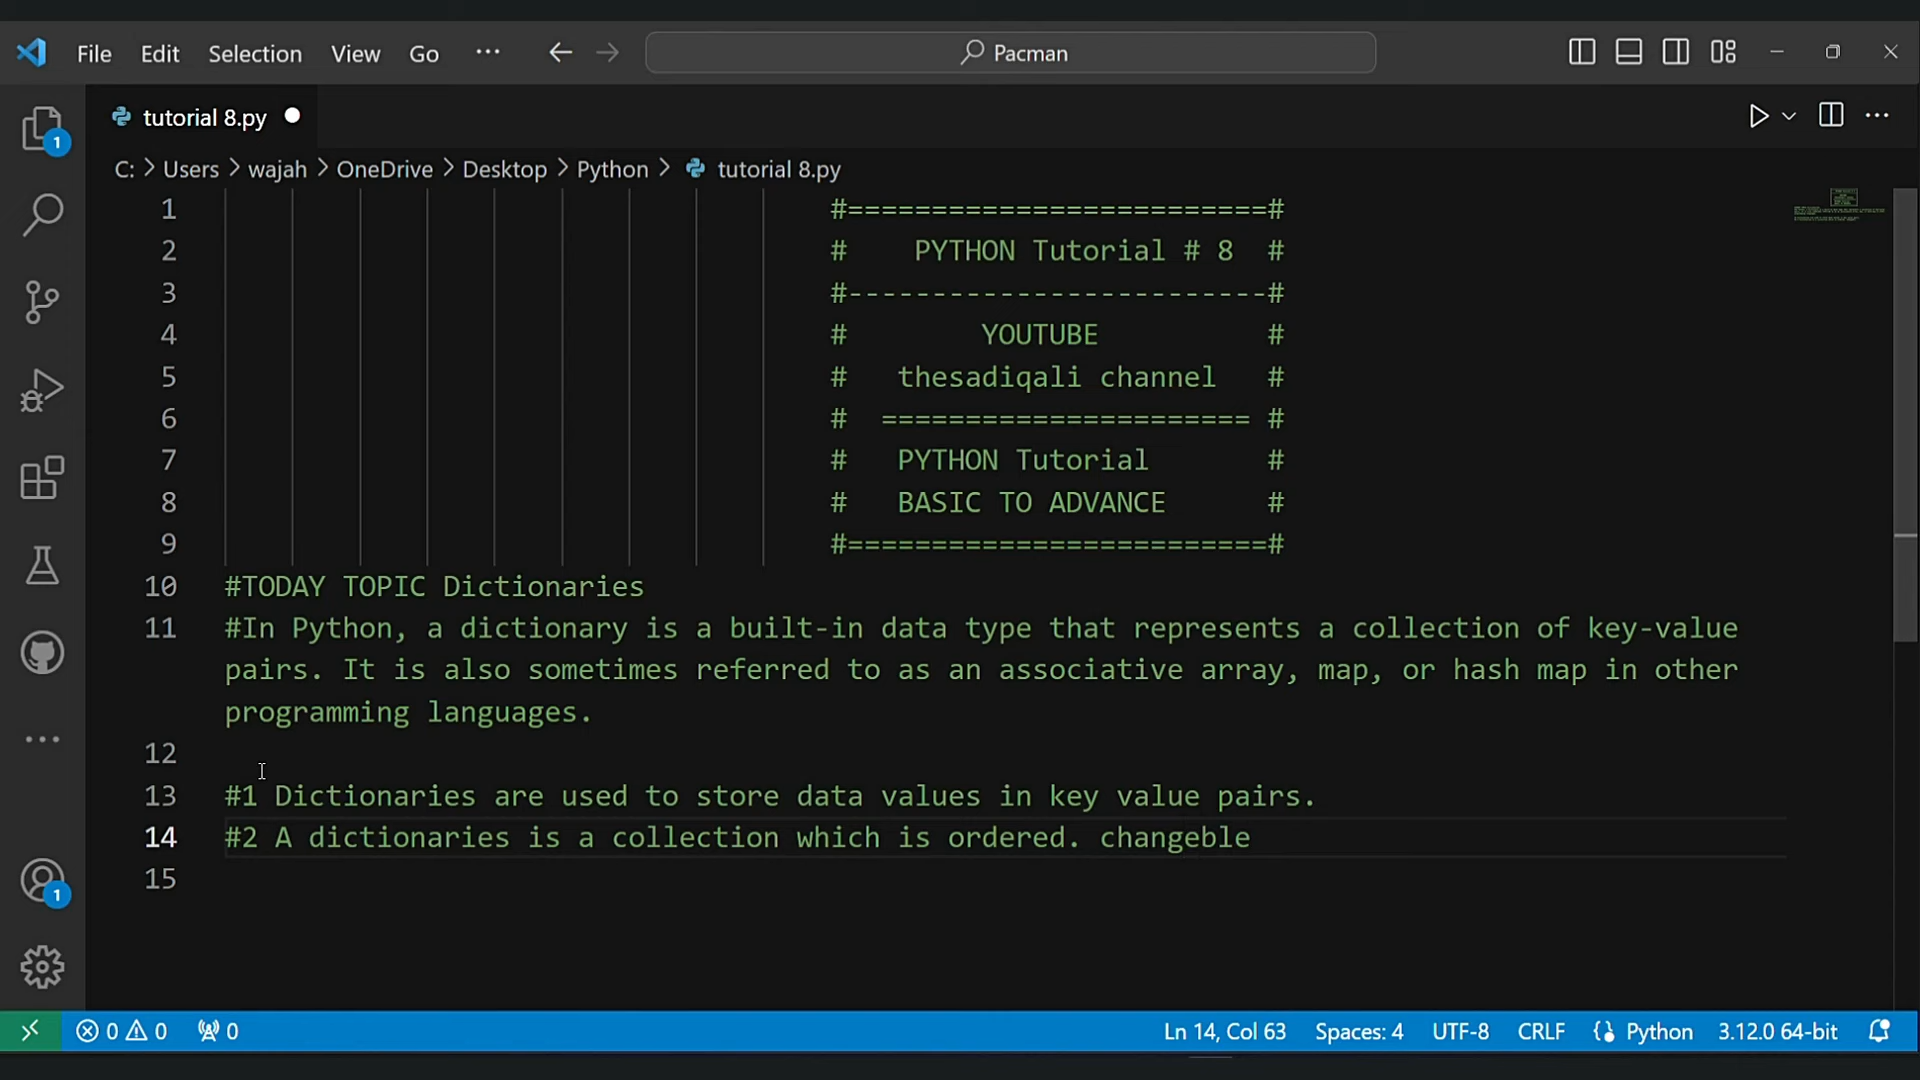 File Edit Selection View Go ··· Pacman
tutorial 8.py
C: > Users > wajah > OneDrive > Desktop > Python > tutorial 8.py
1 #=========================#
2 #    PYTHON Tutorial # 8  #
3 #-------------------------#
4 #        YOUTUBE          #
5 #   thesadiqali channel   #
6 #  ====================== #
7 #   PYTHON Tutorial       #
8 #   BASIC TO ADVANCE      #
9 #=========================#
10 #TODAY TOPIC Dictionaries
11 #In Python, a dictionary is a built-in data type that represents a collection of key-value
pairs. It is also sometimes referred to as an associative array, map, or hash map in other
programming languages.
12
13 #1 Dictionaries are used to store data values in key value pairs.
14 #2 A dictionaries is a collection which is ordered. changeble
15
1
1
0 0 0 Ln 14, Col 63 Spaces: 4 UTF-8 CRLF Python 3.12.0 64-bit